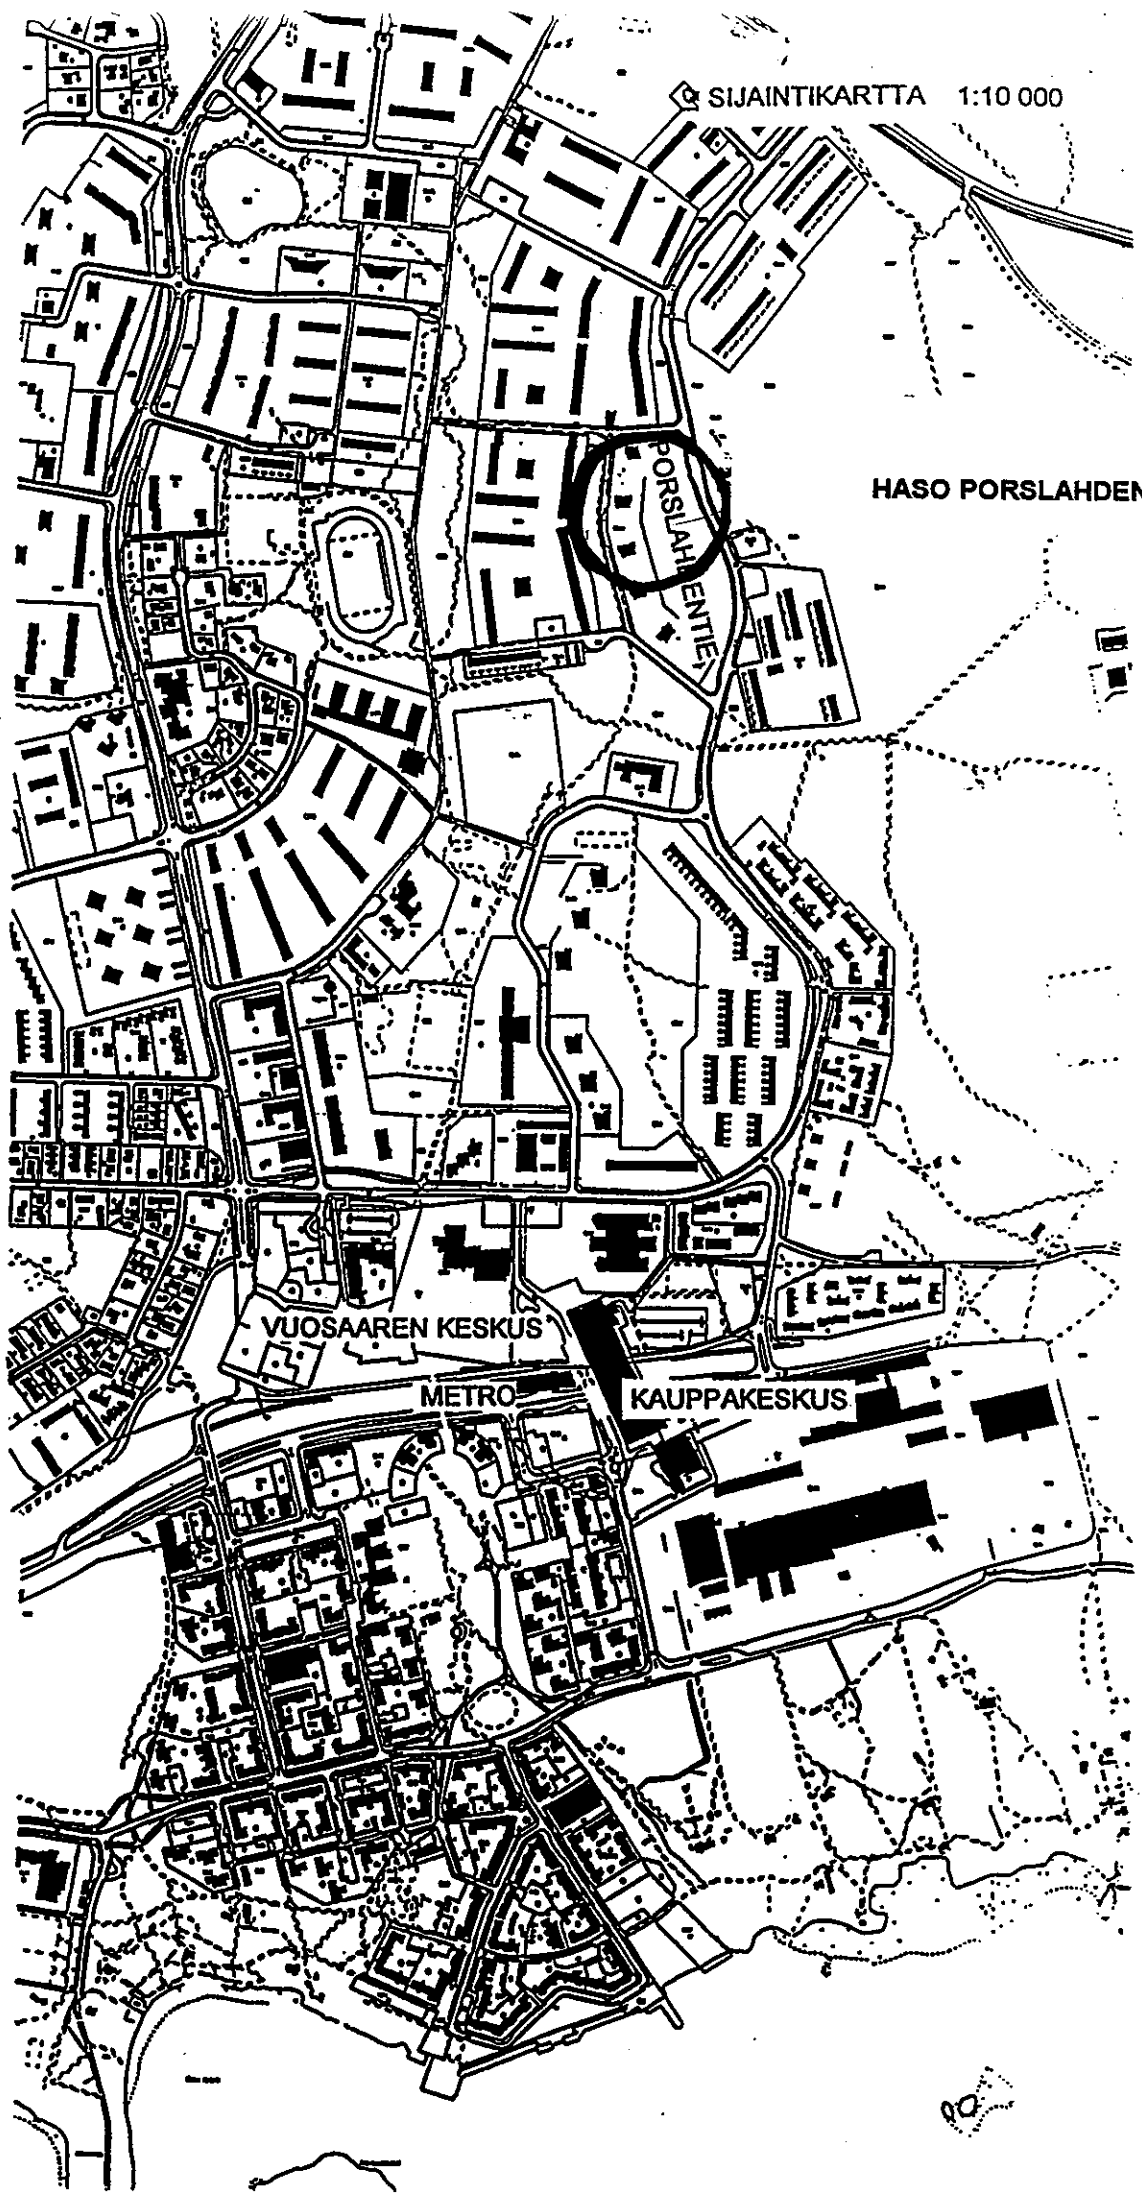 SIJAINTIKARTTA 1:10 000
HASO PORSLAHDEN
PORSLAHDENTIE
VUOSAAREN KESKUS
METRO
KAUPPAKESKUS